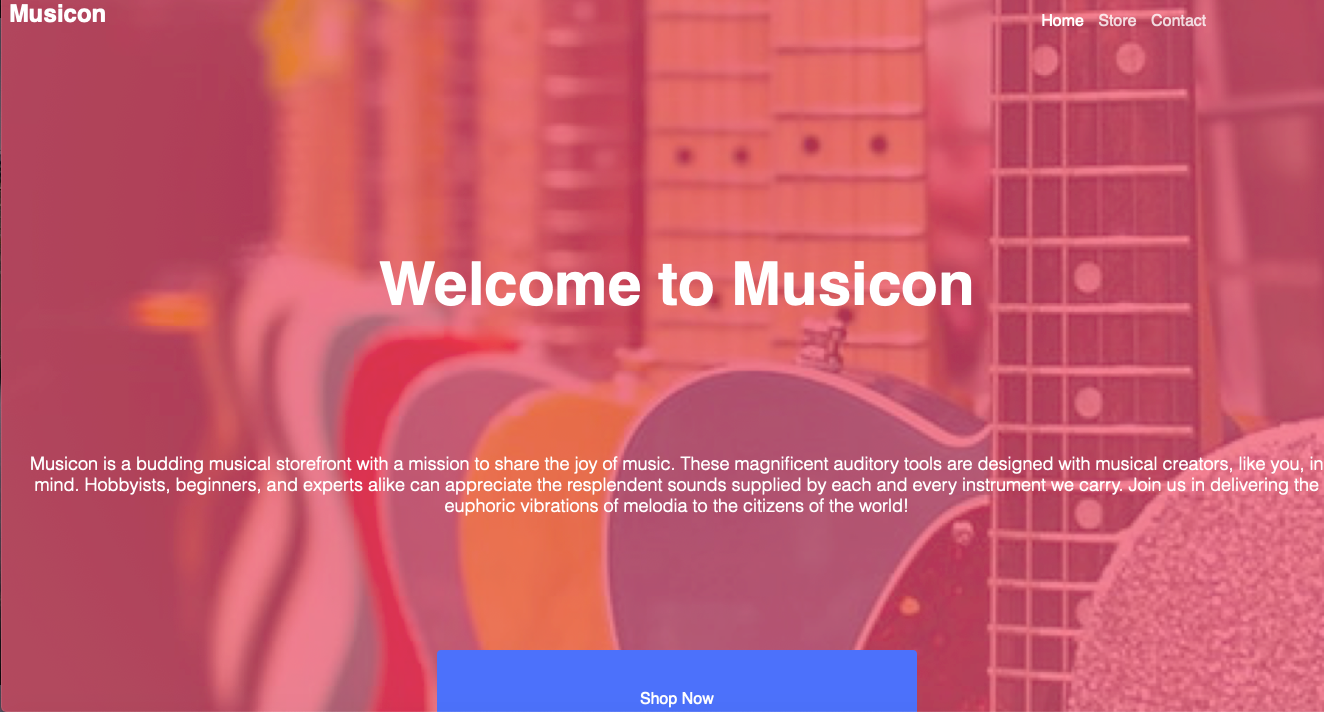 Musicon
Home Store Contact
Welcome to Musicon
Musicon is a budding musical storefront with a mission to share the joy of music. These magnificent auditory tools are designed with musical creators, like you, in
mind. Hobbyists, beginners, and experts alike can appreciate the resplendent sounds supplied by each and every instrument we carry. Join us in delivering the
euphoric vibrations of melodia to the citizens of the world!
Shop Now